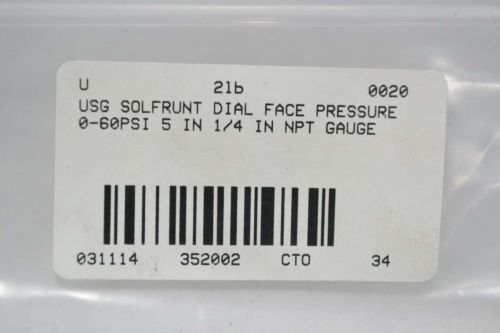 U 2lb 0020
USG SOLFRUNT DIAL FACE PRESSURE
0-60PSI 5 IN 1/4 IN NPT GAUGE
031114 352002 CTO 34